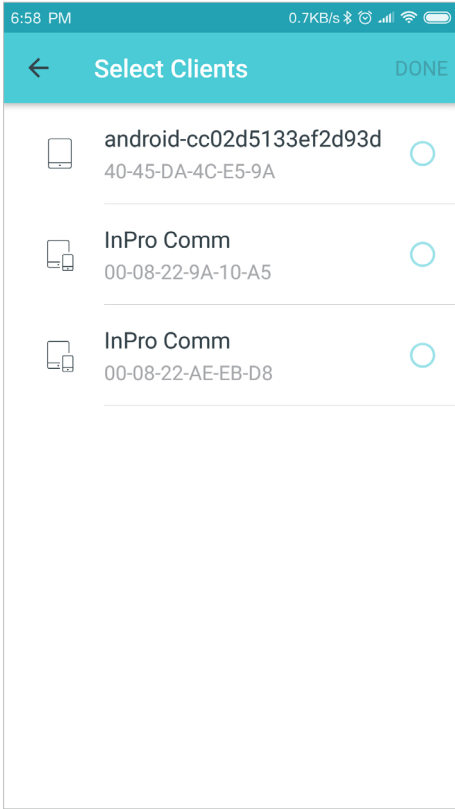 6:58 PM 0.7KB/s
Select Clients DONE
android-cc02d5133ef2d93d
40-45-DA-4C-E5-9A
InPro Comm
00-08-22-9A-10-A5
InPro Comm
00-08-22-AE-EB-D8